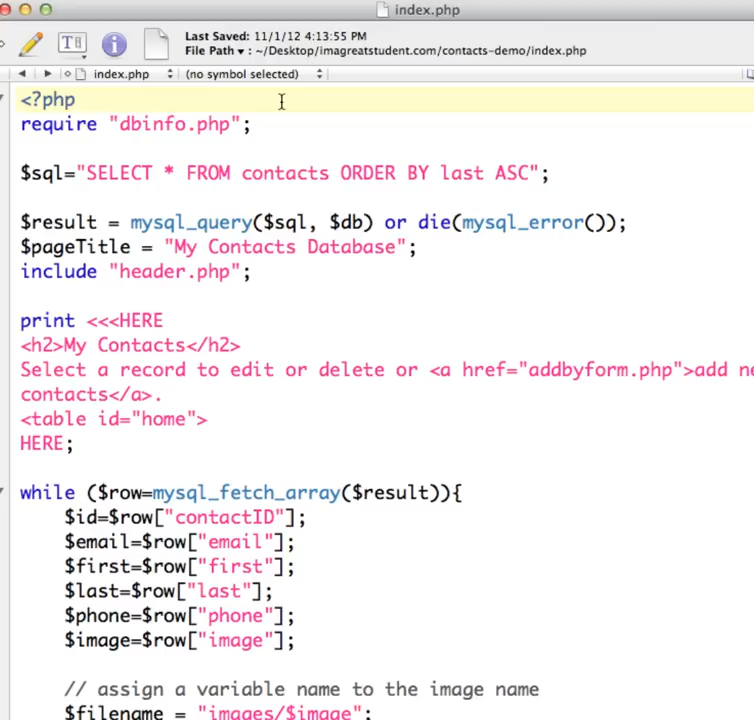 index.php
Last Saved: 11/1/12 4:13:55 PM
File Path ▾ : ~/Desktop/imagreatstudent.com/contacts-demo/index.php
index.php (no symbol selected)
<?php
require "dbinfo.php";
$sql="SELECT * FROM contacts ORDER BY last ASC";
$result = mysql_query($sql, $db) or die(mysql_error());
$pageTitle = "My Contacts Database";
include "header.php";
print <<<HERE
<h2>My Contacts</h2>
Select a record to edit or delete or <a href="addbyform.php">add ne
contacts</a>.
<table id="home">
HERE;
while ($row=mysql_fetch_array($result)){
$id=$row["contactID"];
$email=$row["email"];
$first=$row["first"];
$last=$row["last"];
$phone=$row["phone"];
$image=$row["image"];
// assign a variable name to the image name
$filename = "images/$image";